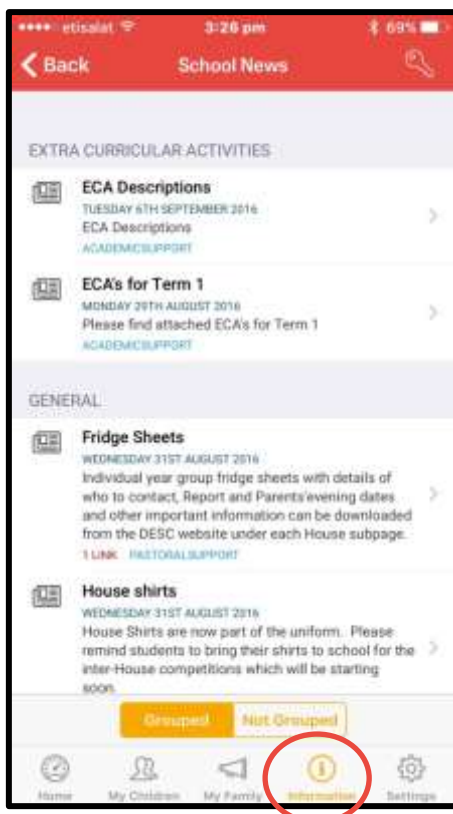 etisalat 3:26 pm 69%
Back School News
EXTRA CURRICULAR ACTIVITIES
ECA Descriptions
TUESDAY 6TH SEPTEMBER 2016
ECA Descriptions
ACADEMICSUPPORT
ECA's for Term 1
MONDAY 29TH AUGUST 2016
Please find attached ECA's for Term 1
ACADEMICSUPPORT
GENERAL
Fridge Sheets
WEDNESDAY 31ST AUGUST 2016
Individual year group fridge sheets with details of
who to contact, Report and Parents'evening dates
and other important information can be downloaded
from the DESC website under each House subpage.
1 LINK PASTORALSUPPORT
House shirts
WEDNESDAY 31ST AUGUST 2016
House Shirts are now part of the uniform. Please
remind students to bring their shirts to school for the
inter-House competitions which will be starting
soon.
Grouped Not Grouped
Home My Children My Family Information Settings